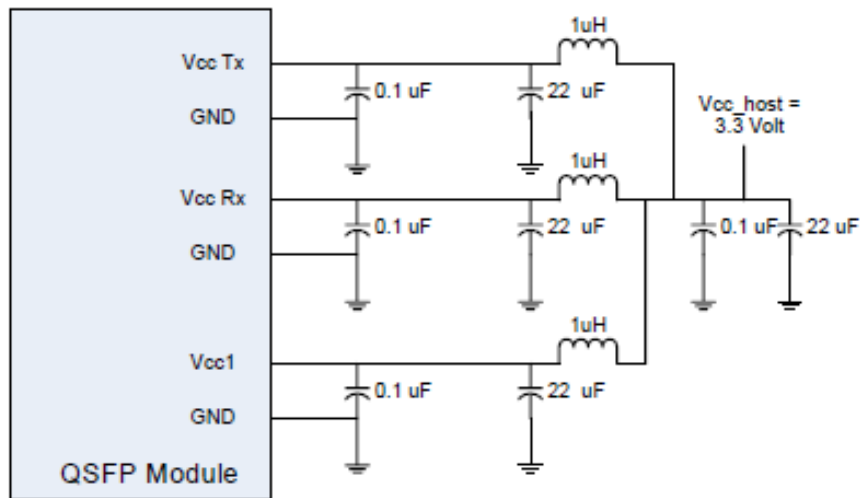 1uH
Vcc Tx
0.1 uF
22 uF
GND
Vcc_host =
3.3 Volt
1uH
Vcc Rx
0.1 uF
22 uF
0.1 uF
22 uF
GND
1uH
Vcc1
0.1 uF
22 uF
GND
QSFP Module